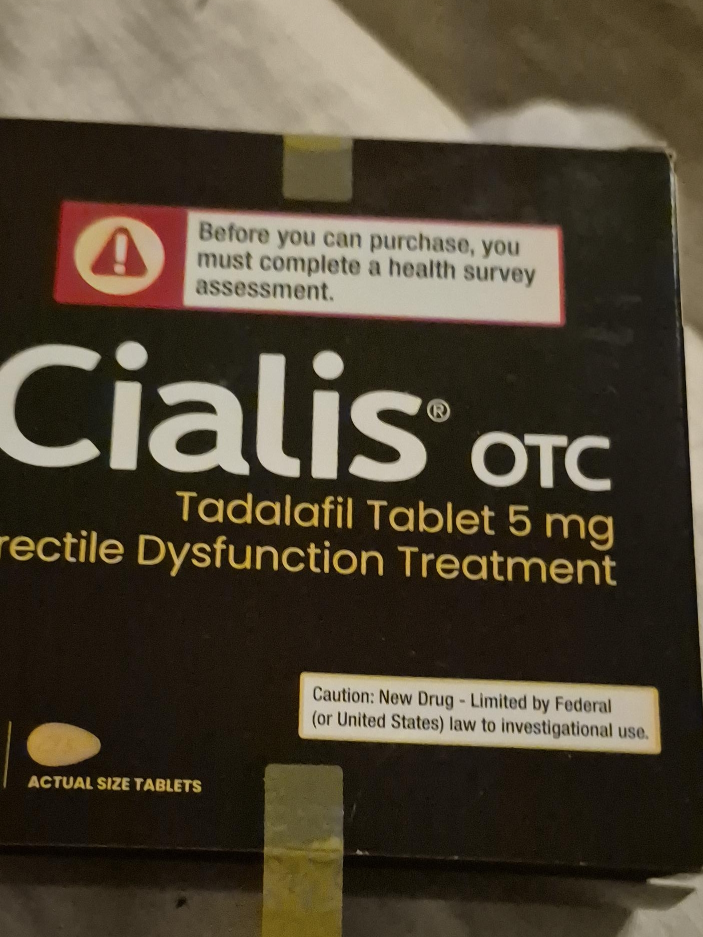 Before you can purchase, you
must complete a health survey
assessment.
Cialis® OTC
Tadalafil Tablet 5 mg
rectile Dysfunction Treatment
Caution: New Drug - Limited by Federal
(or United States) law to investigational use.
ACTUAL SIZE TABLETS